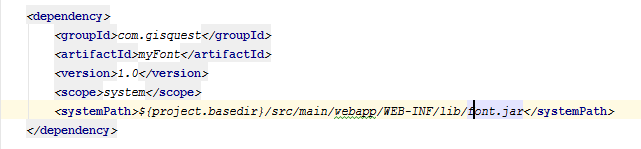 <dependency>
<groupId>com.gisquest</groupId>
<artifactId>myFont</artifactId>
<version>1.0</version>
<scope>system</scope>
<systemPath>${project.basedir}/src/main/webapp/WEB-INF/lib/font.jar</systemPath>
</dependency>